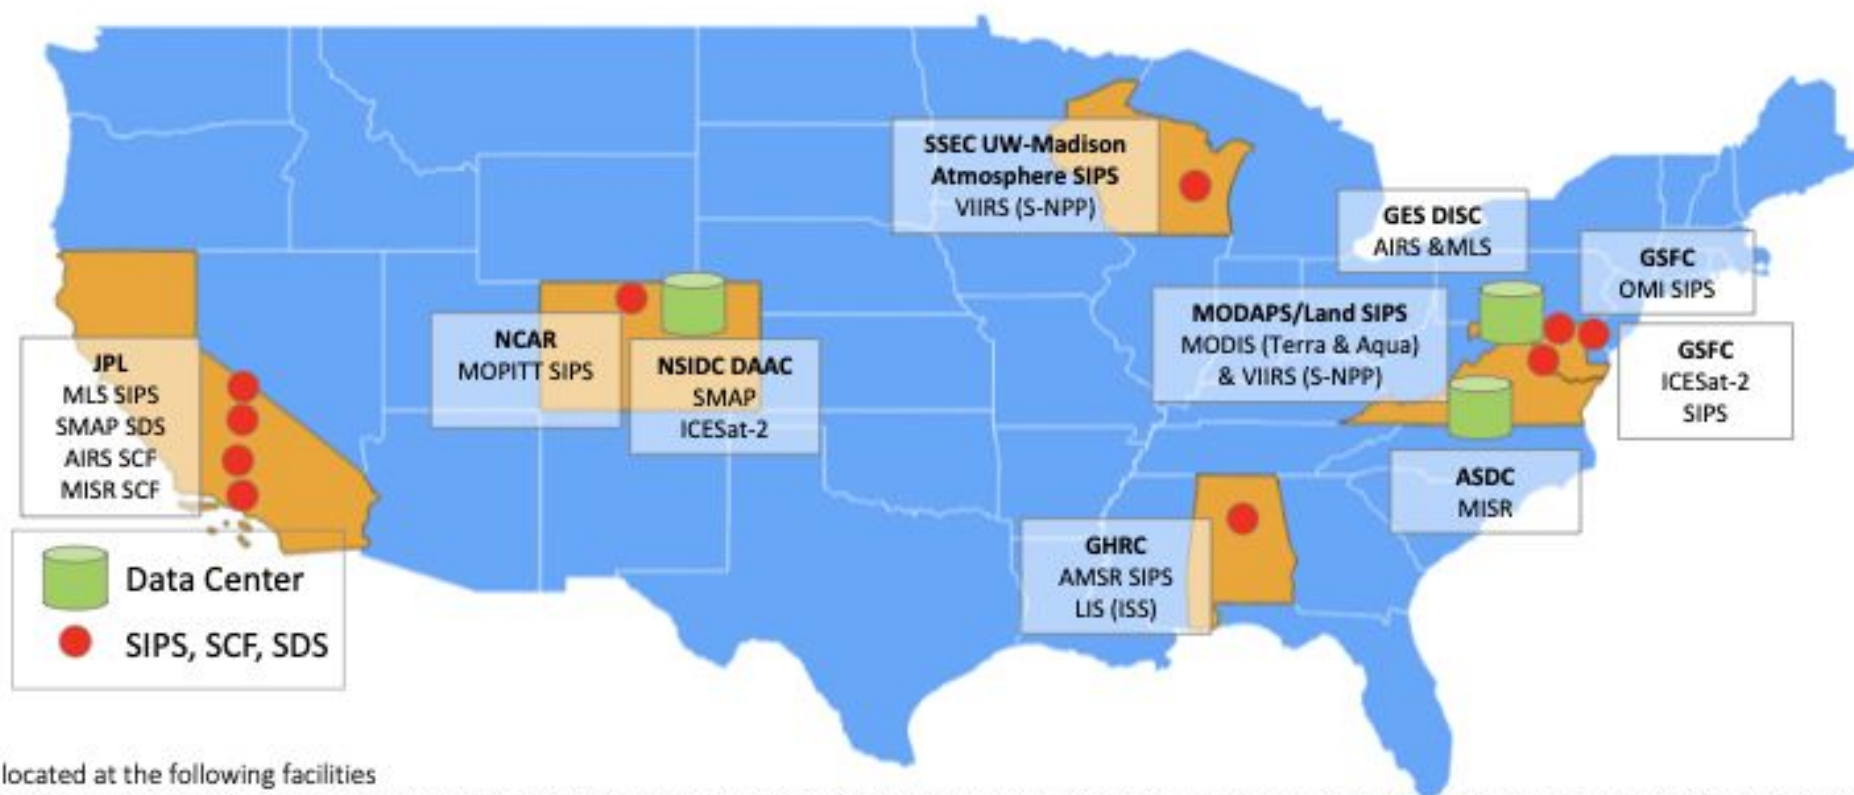 SSEC UW-Madison
Atmosphere SIPS
VIIRS (S-NPP)
GES DISC
AIRS &MLS
GSFC
OMI SIPS
MODAPS/Land SIPS
MODIS (Terra & Aqua)
& VIIRS (S-NPP)
NCAR
MOPITT SIPS
NSIDC DAAC
SMAP
ICESat-2
GSFC
ICESat-2
SIPS
JPL
MLS SIPS
SMAP SDS
AIRS SCF
MISR SCF
ASDC
MISR
GHRC
AMSR SIPS
LIS (ISS)
Data Center
SIPS, SCF, SDS
located at the following facilities